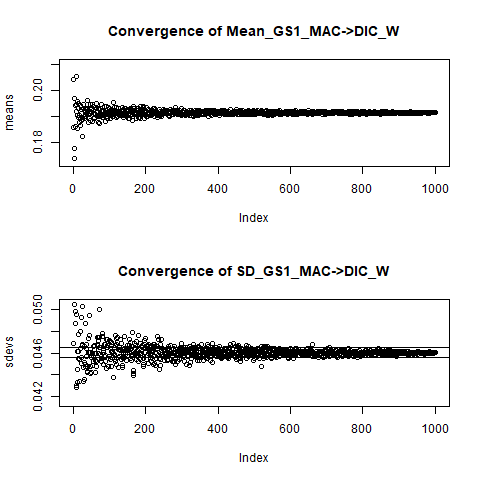 Convergence of Mean_GS1_MAC->DIC_W
means
0.20
0.18
0 200 400 600 800 1000
Index
Convergence of SD_GS1_MAC->DIC_W
sdevs
0.050
0.046
0.042
0 200 400 600 800 1000
Index